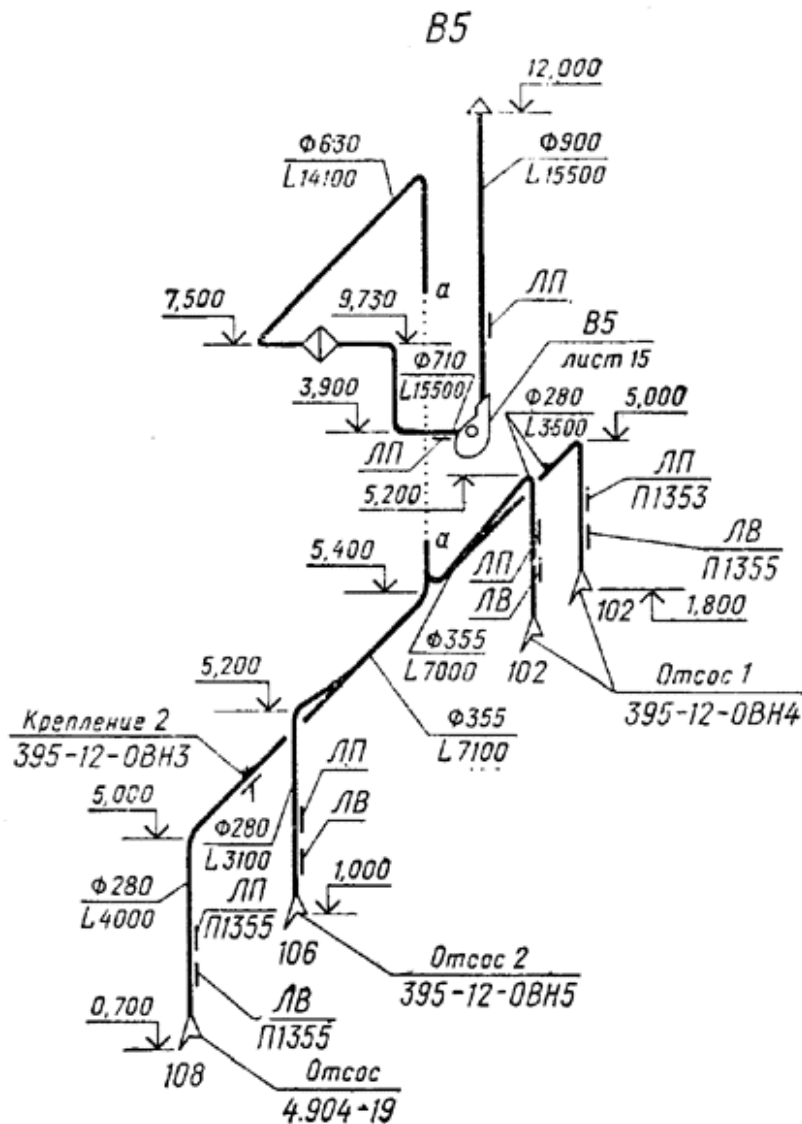 В5
12,000
Ф630
L14100
Ф900
L15500
а
ЛП
7,500
9,730
В5
лист 15
Ф710
L15500
3,900
Ф280
L3500
5,000
ЛП
5,200
ЛП
П1353
а
ЛВ
П1355
5,400
ЛП
ЛВ
102
1,800
Ф355
L7000
102
5,200
Отсос 1
395-12-ОВН4
Крепление 2
395-12-ОВН3
Ф355
L7100
ЛП
5,000
ЛВ
Ф280
L3100
Ф280
L4000
ЛП
П1355
1,000
106
Отсос 2
395-12-ОВН5
0,700
ЛВ
П1355
108
Отсос
4.904-19